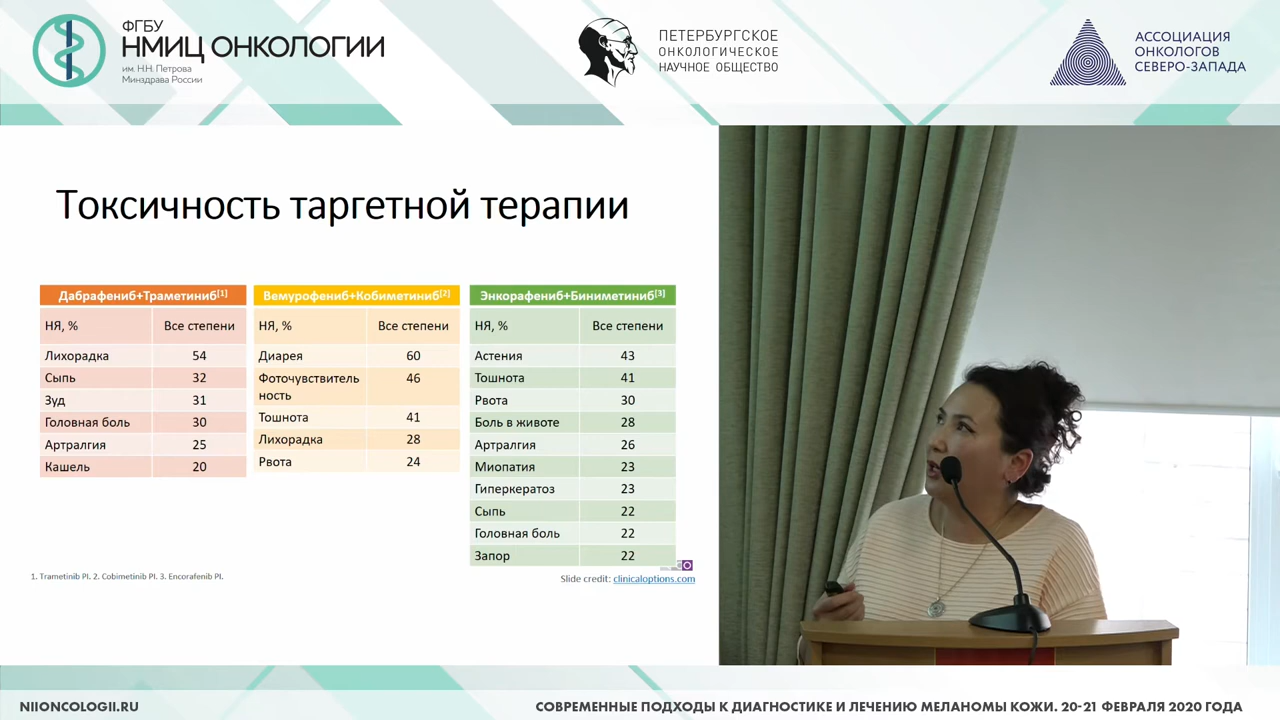 ФГБУ
НМИЦ ОНКОЛОГИИ
им. Н.Н. Петрова
Минздрава России
ПЕТЕРБУРГСКОЕ
ОНКОЛОГИЧЕСКОЕ
НАУЧНОЕ ОБЩЕСТВО
АССОЦИАЦИЯ
ОНКОЛОГОВ
СЕВЕРО-ЗАПАДА
Токсичность таргетной терапии
Дабрафениб+Траметиниб[1]
НЯ, % Все степени
Лихорадка 54
Сыпь 32
Зуд 31
Головная боль 30
Артралгия 25
Кашель 20
Вемурофениб+Кобиметиниб[2]
НЯ, % Все степени
Диарея 60
Фоточувствитель 46
ность
Тошнота 41
Лихорадка 28
Рвота 24
Энкорафениб+Биниметиниб[3]
НЯ, % Все степени
Астения 43
Тошнота 41
Рвота 30
Боль в животе 28
Артралгия 26
Миопатия 23
Гиперкератоз 23
Сыпь 22
Головная боль 22
Запор 22
1. Trametinib PI. 2. Cobimetinib PI. 3. Encorafenib PI.
Slide credit: clinicaloptions.com
NIIONCOLOGII.RU
СОВРЕМЕННЫЕ ПОДХОДЫ К ДИАГНОСТИКЕ И ЛЕЧЕНИЮ МЕЛАНОМЫ КОЖИ. 20-21 ФЕВРАЛЯ 2020 ГОДА